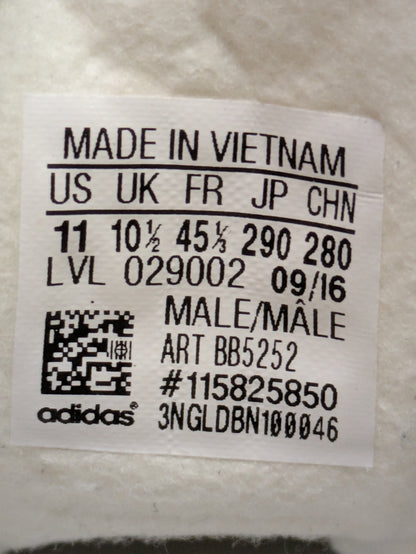 MADE IN VIETNAM
US UK FR JP CHN
11 10½ 45⅓ 290 280
LVL 029002 09/16
MALE/MÂLE
ART BB5252
#115825850
adidas® 3NGLDBN100046